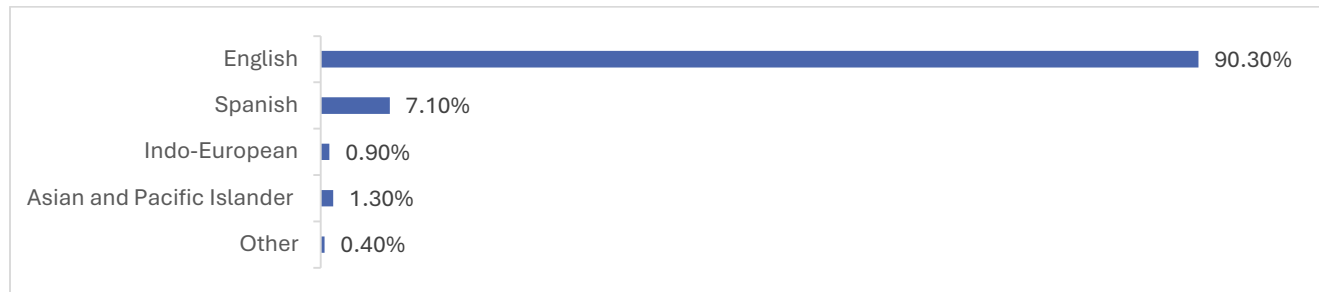 English 90.30%
Spanish 7.10%
Indo-European 0.90%
Asian and Pacific Islander 1.30%
Other 0.40%